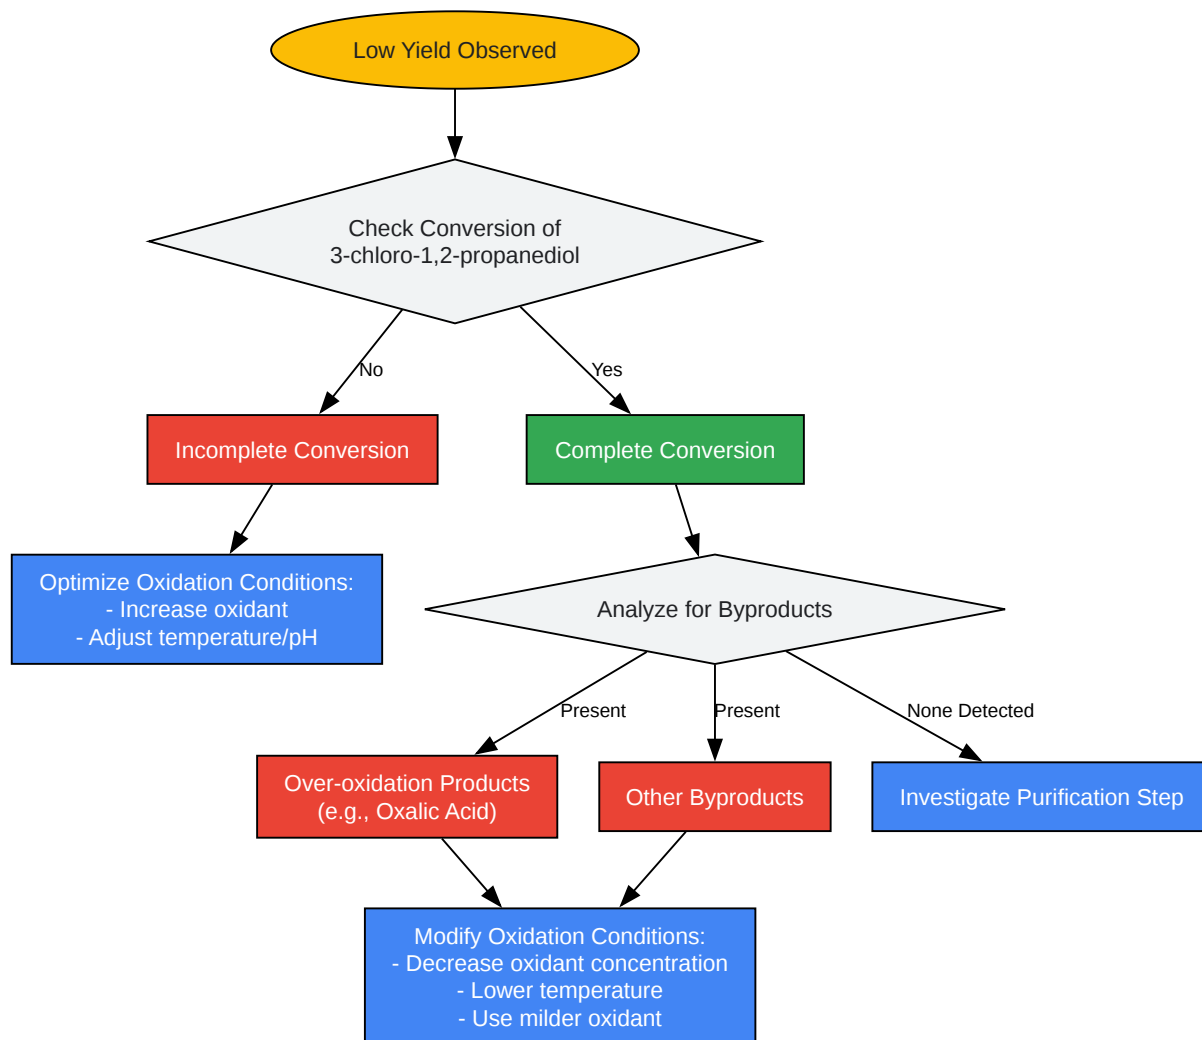 Low Yield Observed
Check Conversion of
3-chloro-1,2-propanediol
No
Yes
Incomplete Conversion
Complete Conversion
Optimize Oxidation Conditions:
- Increase oxidant
- Adjust temperature/pH
Analyze for Byproducts
Present
Present
None Detected
Over-oxidation Products
(e.g., Oxalic Acid)
Other Byproducts
Investigate Purification Step
Modify Oxidation Conditions:
- Decrease oxidant concentration
- Lower temperature
- Use milder oxidant